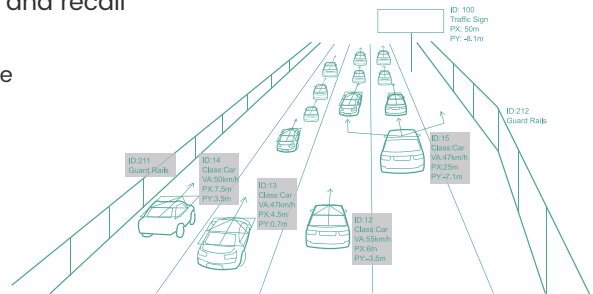 and recall
e
ID: 100
Traffic Sign
PX: 50m
PY: -8.1m
ID:212
Guard Rails
ID:15
Class:Car
VA:47km/h
PX:25m
PY:-7.1m
ID:211
Guard Rails
ID:14
Class:Car
VA:50km/h
PX:7.5m
PY:3.5m
ID:13
Class:Car
VA:47km/h
PX:4.5m
PY:0.7m
ID:12
Class:Car
VA:55km/h
PX:6m
PY:-3.5m